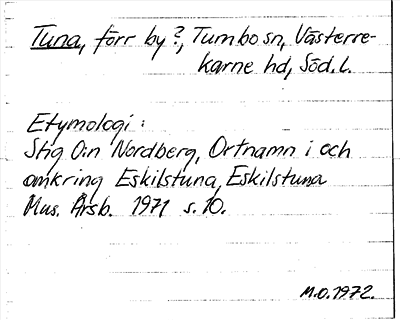 Tuna, förr by?, Tumbo sn, Västerre-
karne hd, Söd. l.
Etymologi:
Stig O:n Nordberg, Ortnamn i och
omkring Eskilstuna, Eskilstuna
Mus. Årsb. 1971 s. 10.
M.O. 1972.